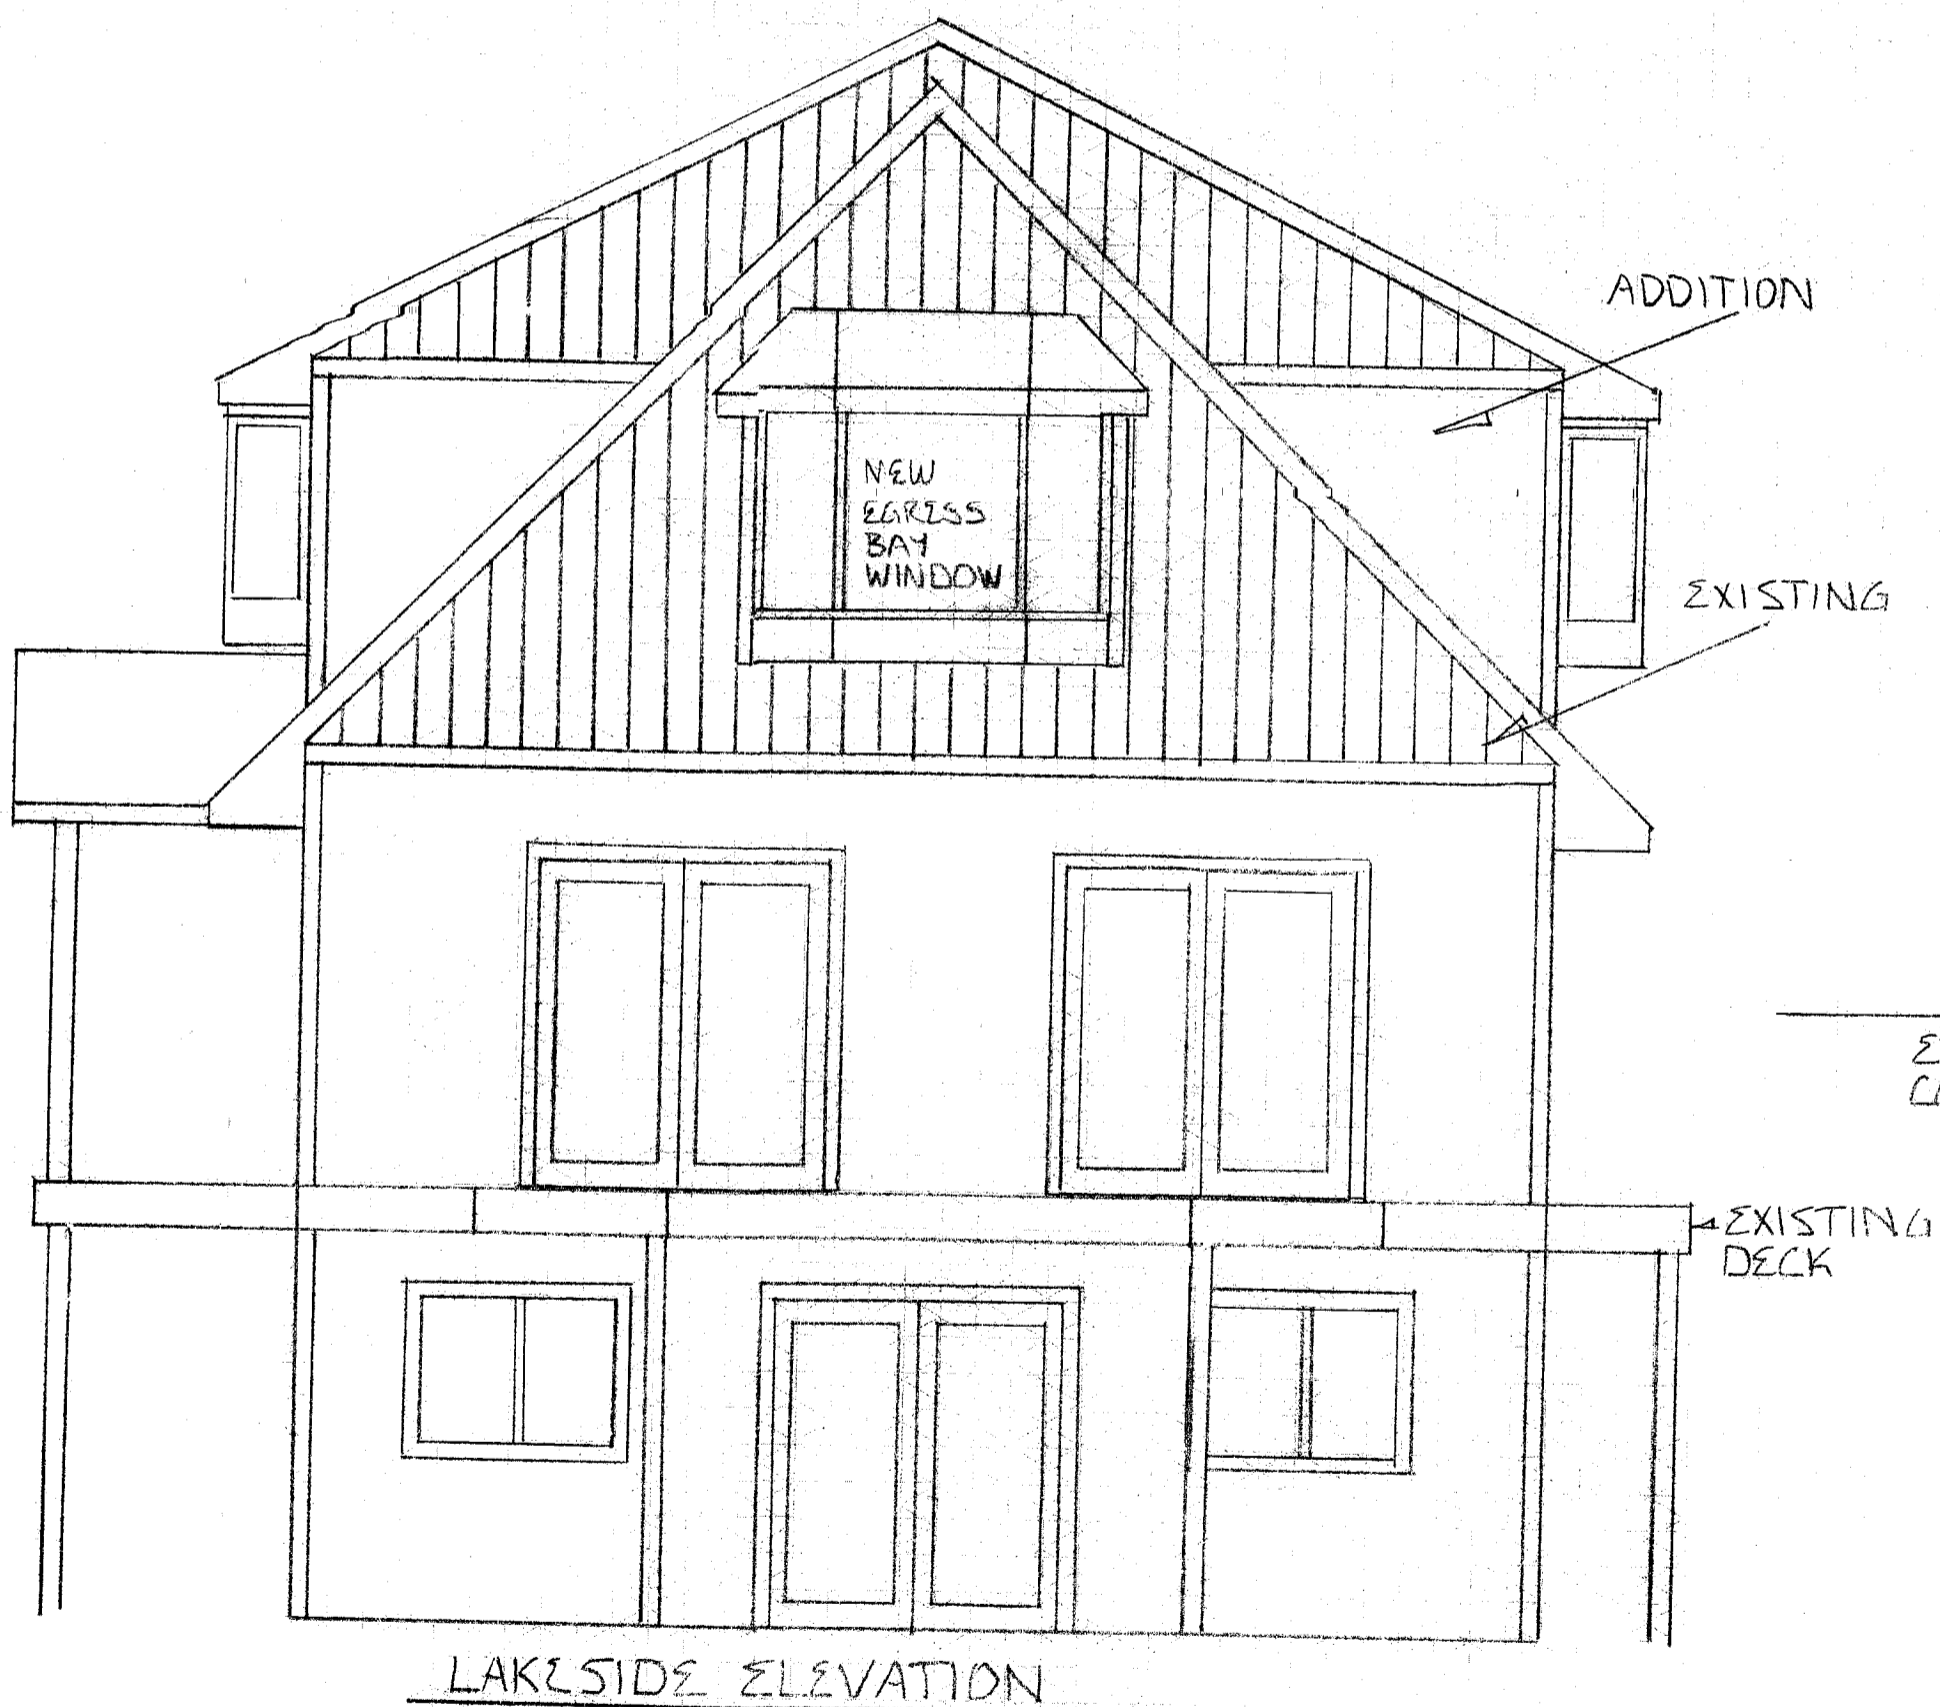 ADDITION
NEW
EGRESS
BAY
WINDOW
EXISTING
EXISTING
DECK
LAKESIDE ELEVATION